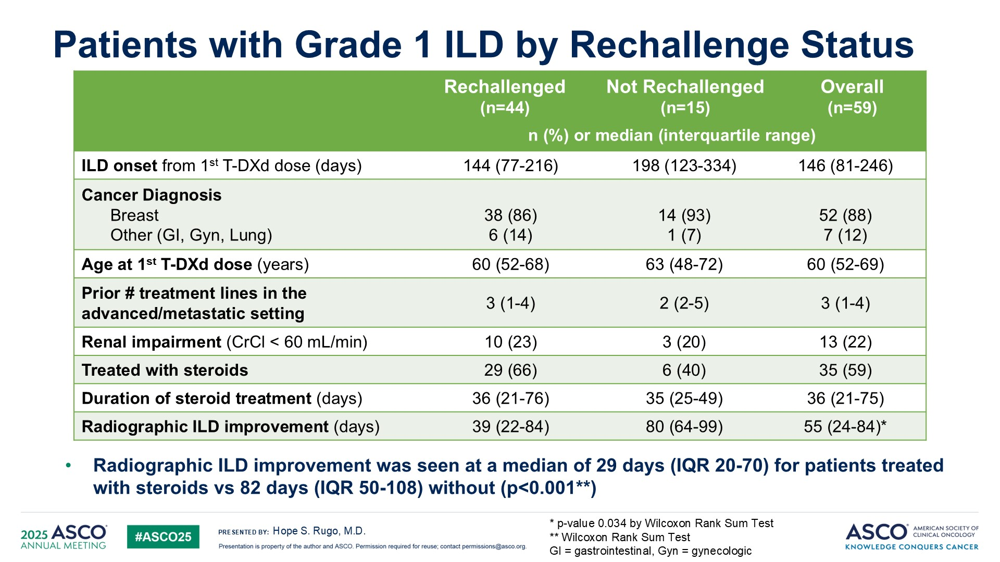 Patients with Grade 1 ILD by Rechallenge Status
Rechallenged Not Rechallenged Overall
(n=44) (n=15) (n=59)
n (%) or median (interquartile range)
ILD onset from 1st T-DXd dose (days) 144 (77-216) 198 (123-334) 146 (81-246)
Cancer Diagnosis
Breast 38 (86) 14 (93) 52 (88)
Other (GI, Gyn, Lung) 6 (14) 1 (7) 7 (12)
Age at 1st T-DXd dose (years) 60 (52-68) 63 (48-72) 60 (52-69)
Prior # treatment lines in the
advanced/metastatic setting 3 (1-4) 2 (2-5) 3 (1-4)
Renal impairment (CrCl < 60 mL/min) 10 (23) 3 (20) 13 (22)
Treated with steroids 29 (66) 6 (40) 35 (59)
Duration of steroid treatment (days) 36 (21-76) 35 (25-49) 36 (21-75)
Radiographic ILD improvement (days) 39 (22-84) 80 (64-99) 55 (24-84)*
• Radiographic ILD improvement was seen at a median of 29 days (IQR 20-70) for patients treated
with steroids vs 82 days (IQR 50-108) without (p<0.001**)
2025 ASCO®
ANNUAL MEETING
#ASCO25
PRESENTED BY: Hope S. Rugo, M.D.
Presentation is property of the author and ASCO. Permission required for reuse; contact permissions@asco.org.
* p-value 0.034 by Wilcoxon Rank Sum Test
** Wilcoxon Rank Sum Test
GI = gastrointestinal, Gyn = gynecologic
ASCO® AMERICAN SOCIETY OF
CLINICAL ONCOLOGY
KNOWLEDGE CONQUERS CANCER